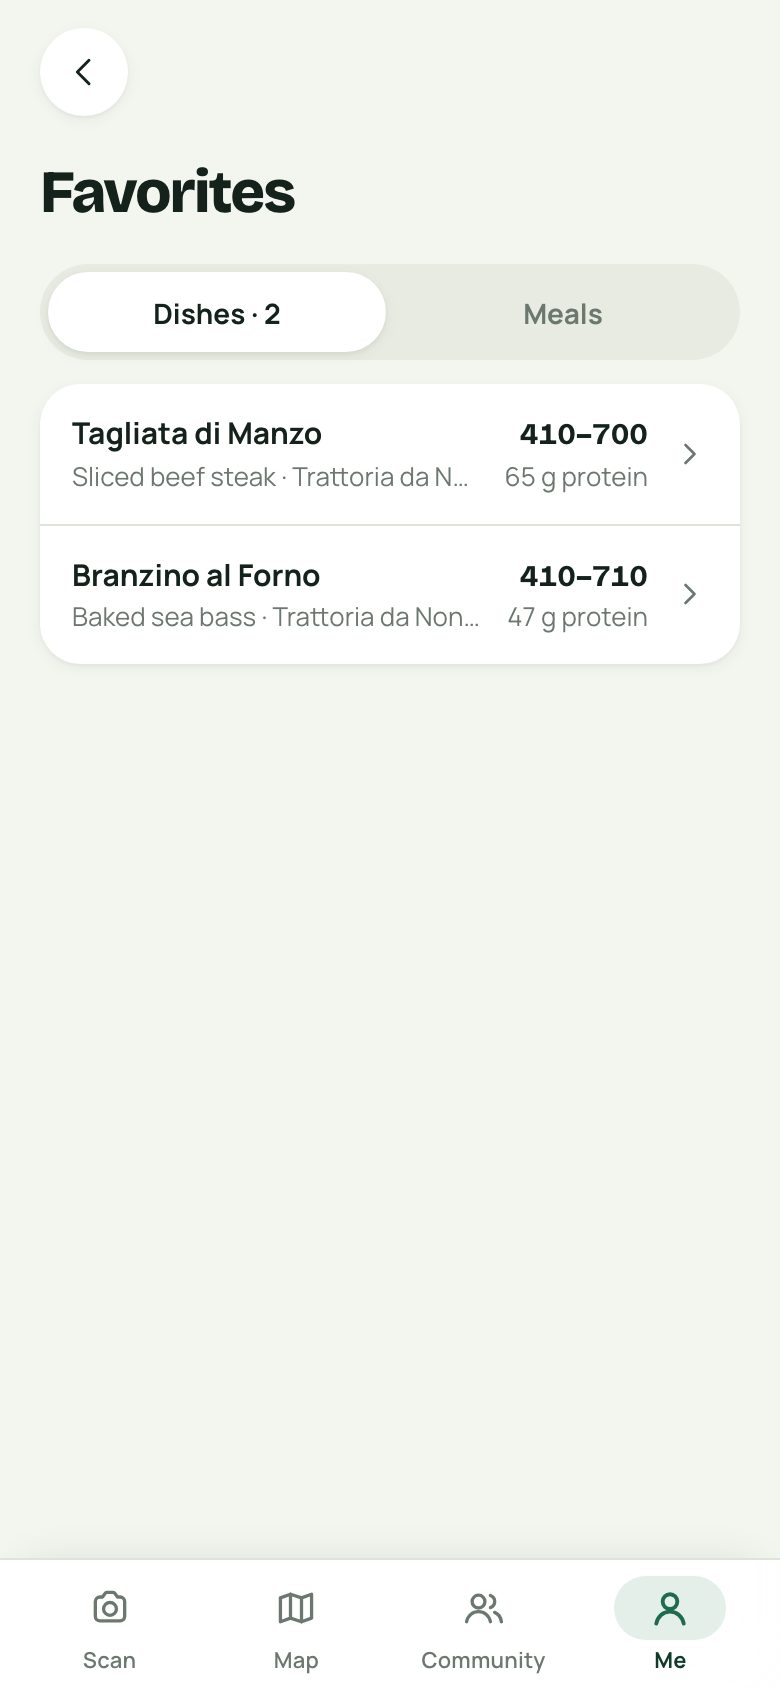 Favorites
Dishes · 2
Meals
Tagliata di Manzo
410–700
Sliced beef steak · Trattoria da N…
65 g protein
Branzino al Forno
410–710
Baked sea bass · Trattoria da Non…
47 g protein
Scan
Map
Community
Me